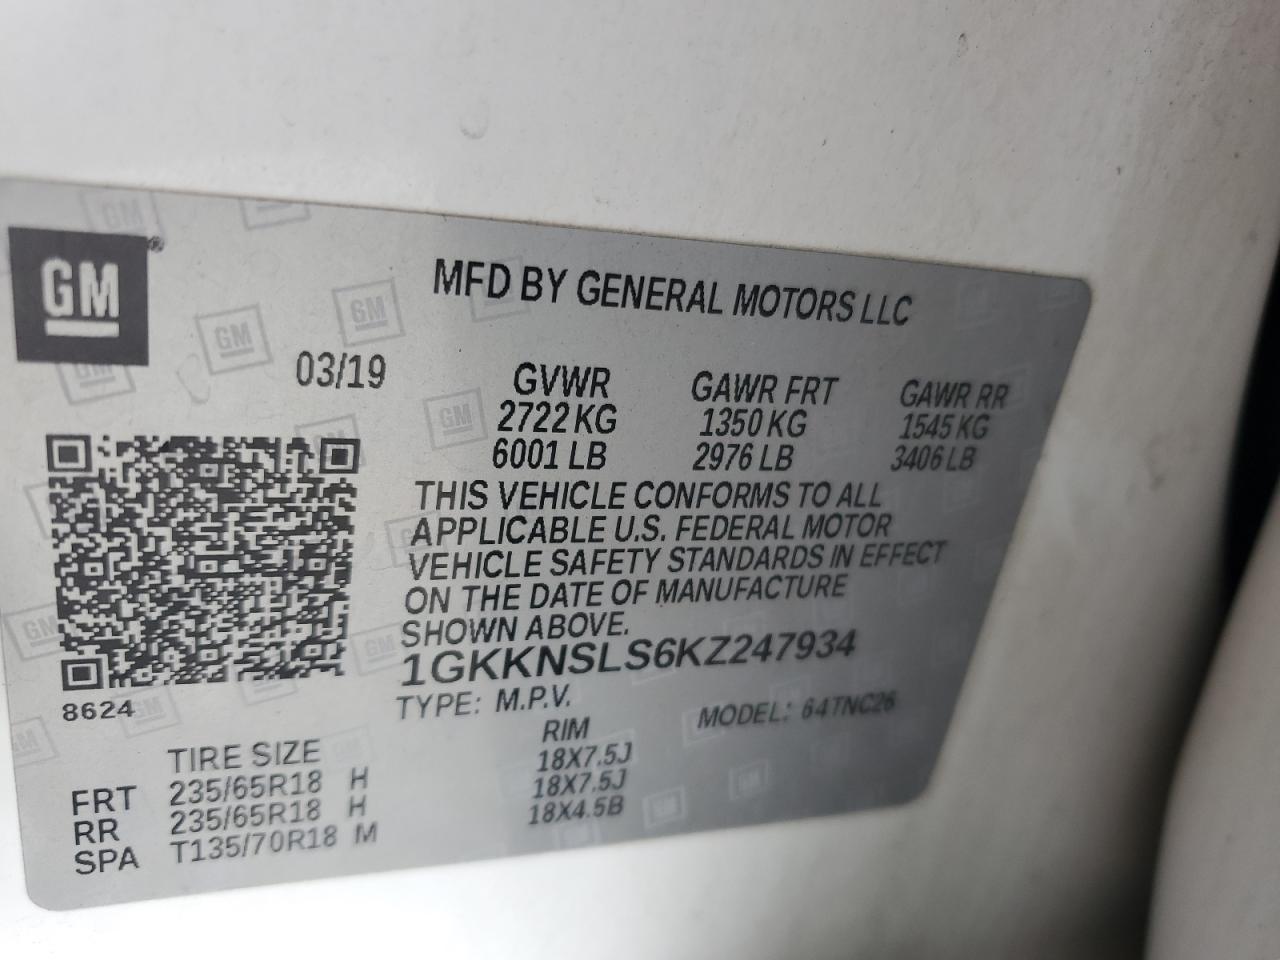 GM®
MFD BY GENERAL MOTORS LLC
03/19
GVWR GAWR FRT GAWR RR
2722 KG 1350 KG 1545 KG
6001 LB 2976 LB 3406 LB
THIS VEHICLE CONFORMS TO ALL
APPLICABLE U.S. FEDERAL MOTOR
VEHICLE SAFETY STANDARDS IN EFFECT
ON THE DATE OF MANUFACTURE
SHOWN ABOVE.
1GKKNSLS6KZ247934
8624
TYPE: M.P.V. MODEL: 64TNC26
TIRE SIZE RIM
FRT 235/65R18 H 18X7.5J
RR 235/65R18 H 18X7.5J
SPA T135/70R18 M 18X4.5B